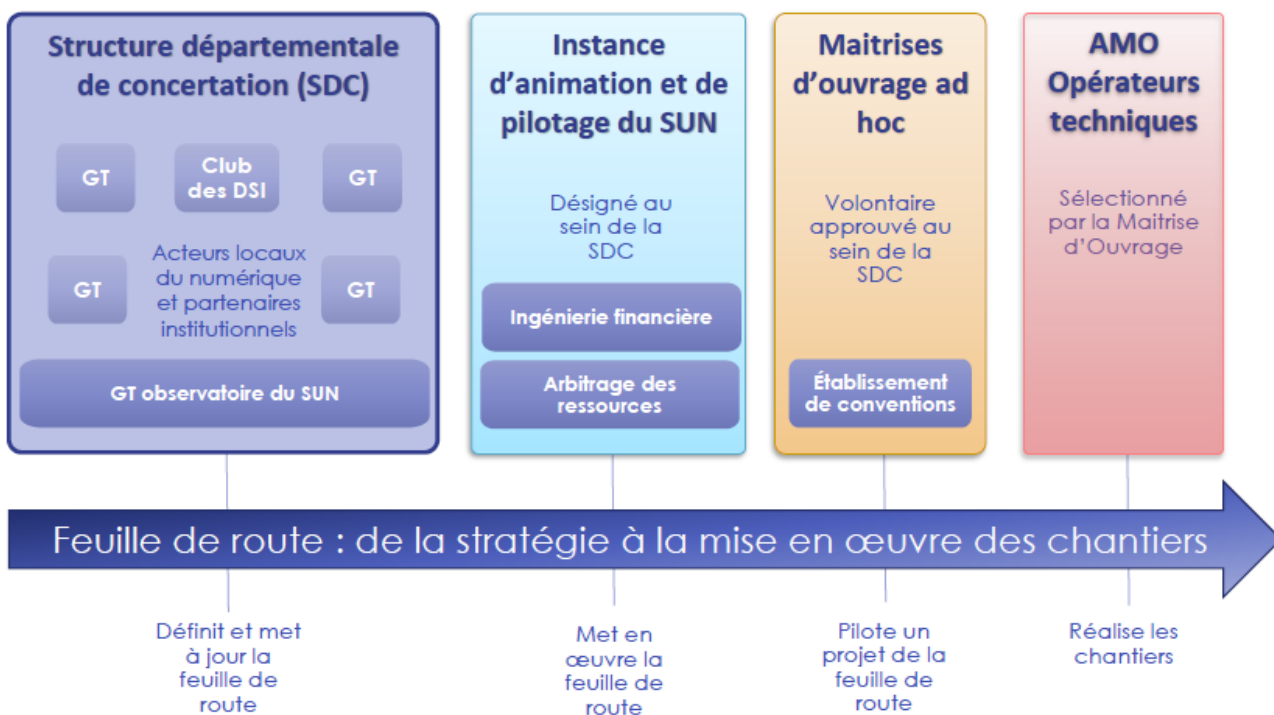 Structure départementale
de concertation (SDC)
GT
Club
des DSI
GT
Acteurs locaux
du numérique
et partenaires
institutionnels
GT
GT
GT observatoire du SUN
Instance
d'animation et de
pilotage du SUN
Désigné au
sein de la
SDC
Ingénierie financière
Arbitrage des
ressources
Maitrises
d'ouvrage ad
hoc
Volontaire
approuvé au
sein de la
SDC
Établissement
de conventions
AMO
Opérateurs
techniques
Sélectionné
par la Maitrise
d'Ouvrage
Feuille de route : de la stratégie à la mise en œuvre des chantiers
Définit et met
à jour la
feuille de
route
Met en
œuvre la
feuille de
route
Pilote un
projet de la
feuille de
route
Réalise les
chantiers